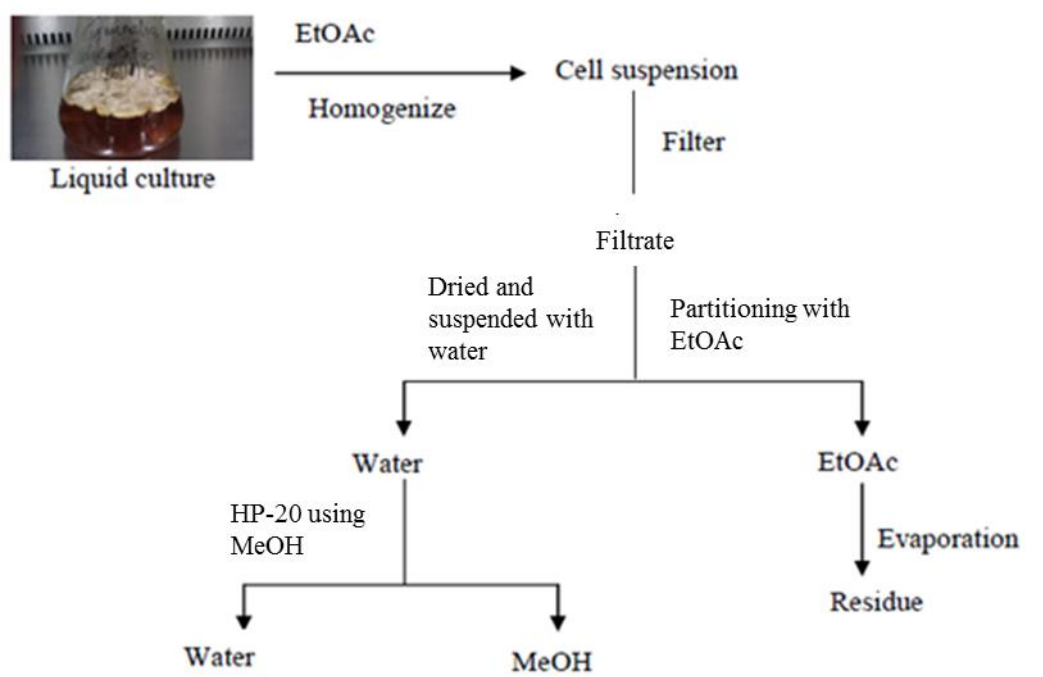 EtOAc
Homogenize
Cell suspension
Liquid culture
Filter
Filtrate
Dried and
suspended with
water
Partitioning with
EtOAc
Water
EtOAc
HP-20 using
MeOH
Evaporation
Residue
Water
MeOH